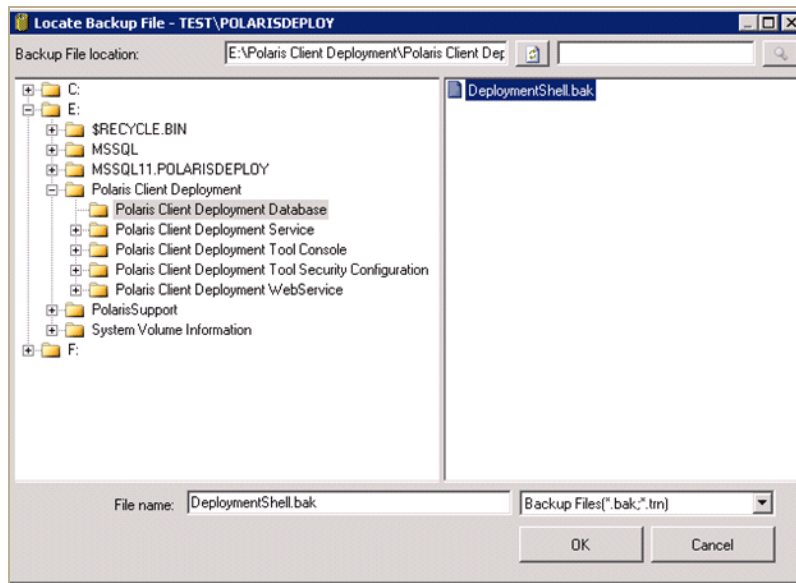 Locate Backup File - TEST\POLARISDEPLOY
Backup File location: E:\Polaris Client Deployment\Polaris Client Dep
C:
E:
$RECYCLE.BIN
MSSQL
MSSQL11.POLARISDEPLOY
Polaris Client Deployment
Polaris Client Deployment Database
Polaris Client Deployment Service
Polaris Client Deployment Tool Console
Polaris Client Deployment Tool Security Configuration
Polaris Client Deployment WebService
PolarisSupport
System Volume Information
F:
DeploymentShell.bak
File name: DeploymentShell.bak Backup Files(*.bak;*.trn)
OK Cancel